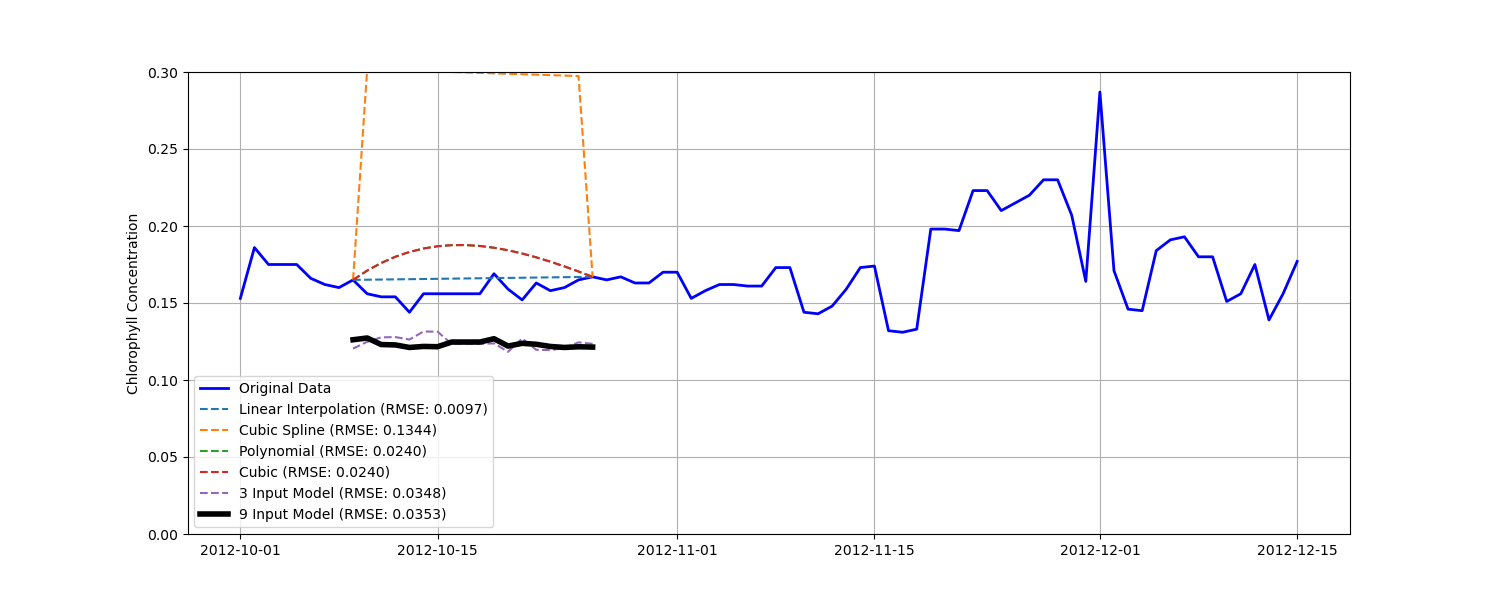 0.30
0.25
0.20
0.15
0.10
0.05
0.00
Chlorophyll Concentration
Original Data
Linear Interpolation (RMSE: 0.0097)
Cubic Spline (RMSE: 0.1344)
Polynomial (RMSE: 0.0240)
Cubic (RMSE: 0.0240)
3 Input Model (RMSE: 0.0348)
9 Input Model (RMSE: 0.0353)
2012-10-01 2012-10-15 2012-11-01 2012-11-15 2012-12-01 2012-12-15